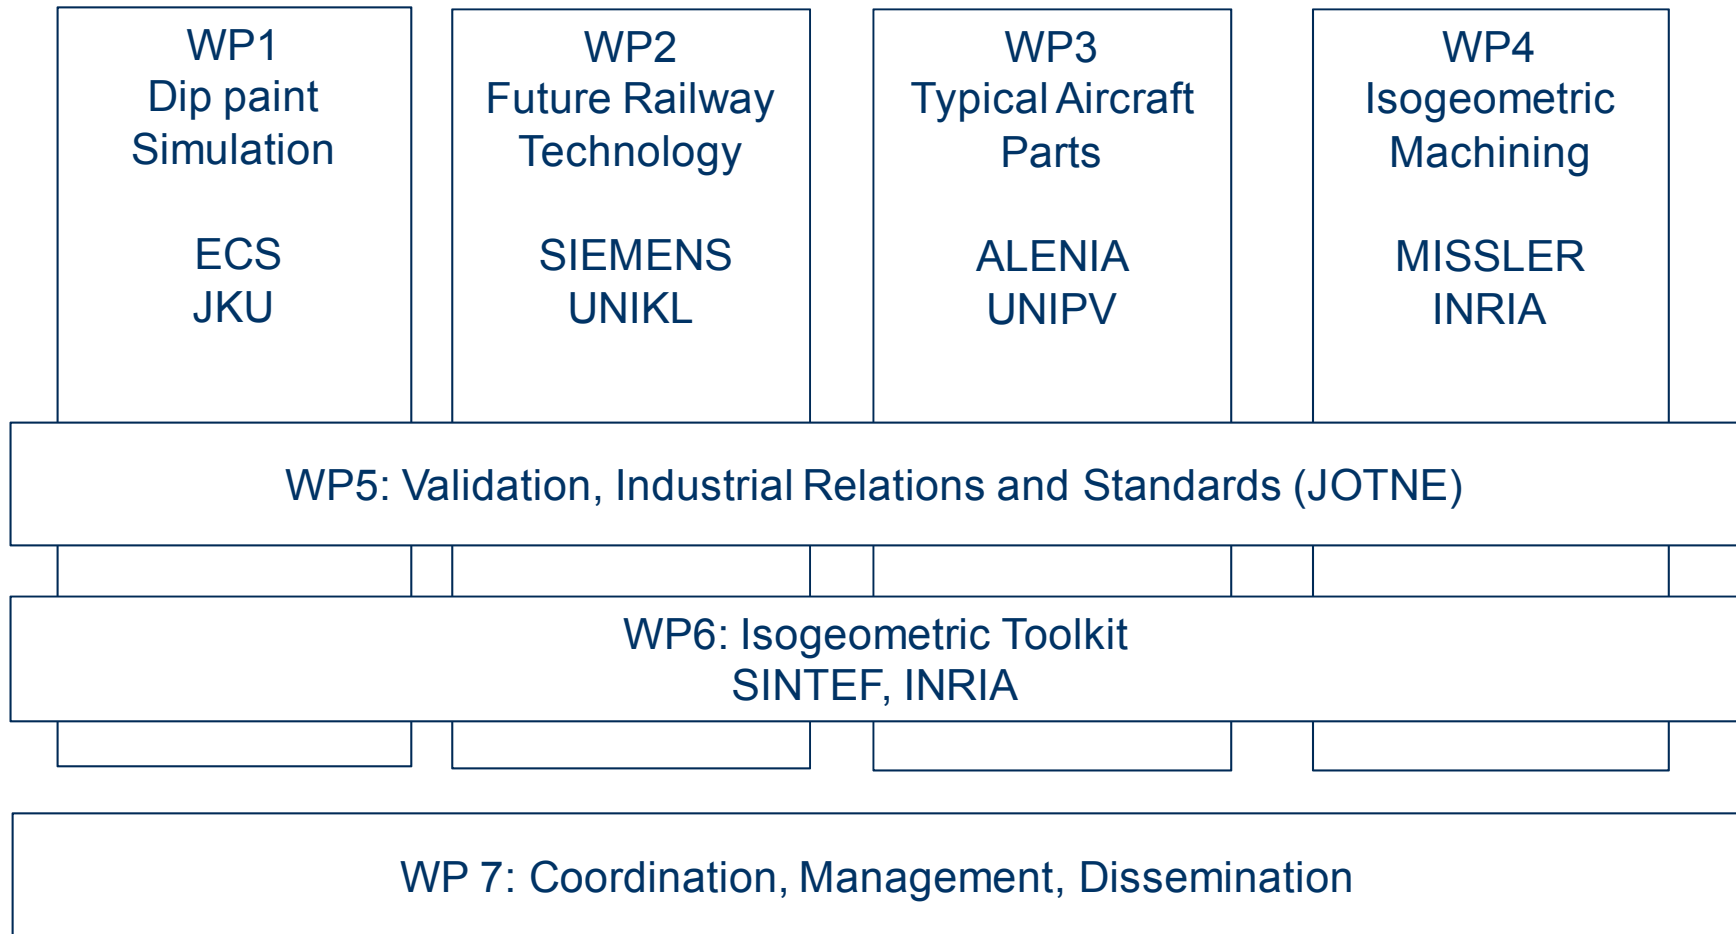 WP1
Dip paint
Simulation
ECS
JKU
WP2
Future Railway
Technology
SIEMENS
UNIKL
WP3
Typical Aircraft
Parts
ALENIA
UNIPV
WP4
Isogeometric
Machining
MISSLER
INRIA
WP5: Validation, Industrial Relations and Standards (JOTNE)
WP6: Isogeometric Toolkit
SINTEF, INRIA
WP 7: Coordination, Management, Dissemination